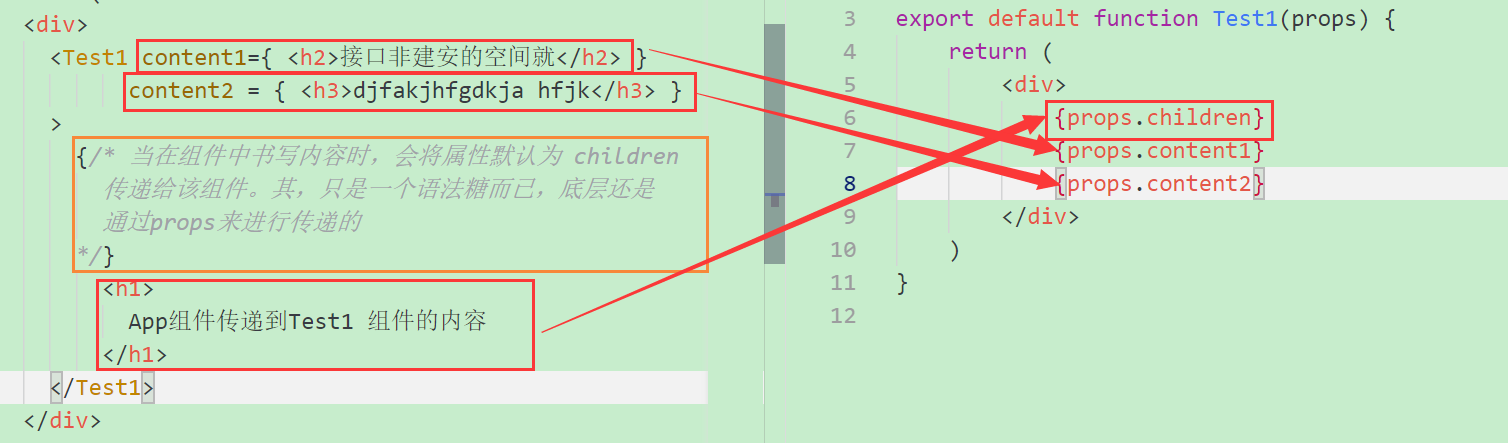 <div>
<Test1 content1={ <h2>接口非建安的空间就</h2> }
content2 = { <h3>djfakjhfgdkja hfjk</h3> }
>
{/* 当在组件中书写内容时，会将属性默认为 children
传递给该组件。其，只是一个语法糖而已，底层还是
通过props来进行传递的
*/}
<h1>
App组件传递到Test1 组件的内容
</h1>
</Test1>
</div>
3 export default function Test1(props) {
4 return (
5 <div>
6 {props.children}
7 {props.content1}
8 {props.content2}
9 </div>
10 )
11 }
12